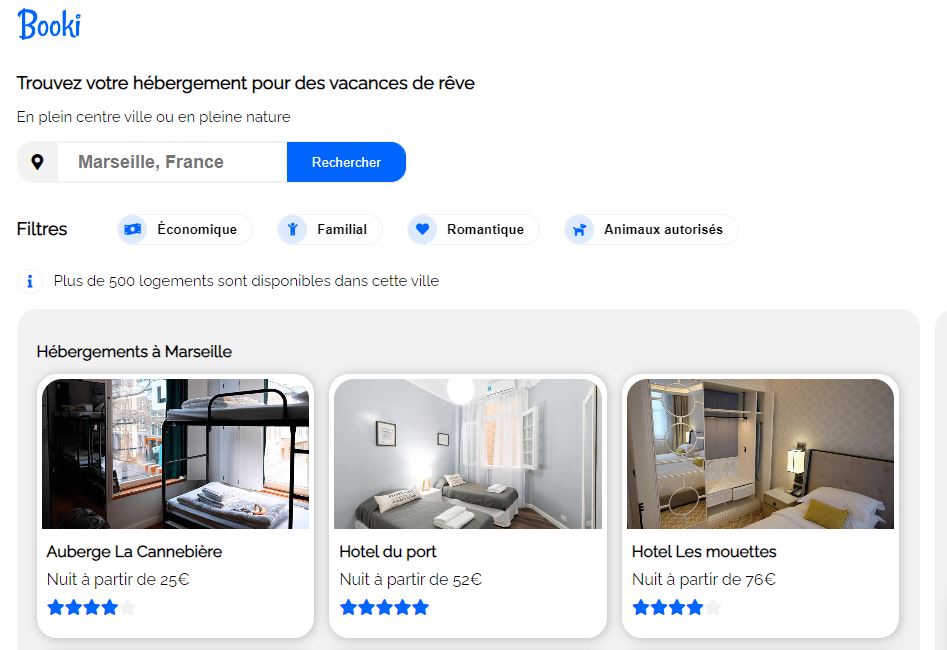 Booki
Trouvez votre hébergement pour des vacances de rêve
En plein centre ville ou en pleine nature
Marseille, France
Rechercher
Filtres
Économique
Familial
Romantique
Animaux autorisés
Plus de 500 logements sont disponibles dans cette ville
Hébergements à Marseille
Auberge La Cannebière
Nuit à partir de 25€
Hotel du port
Nuit à partir de 52€
Hotel Les mouettes
Nuit à partir de 76€